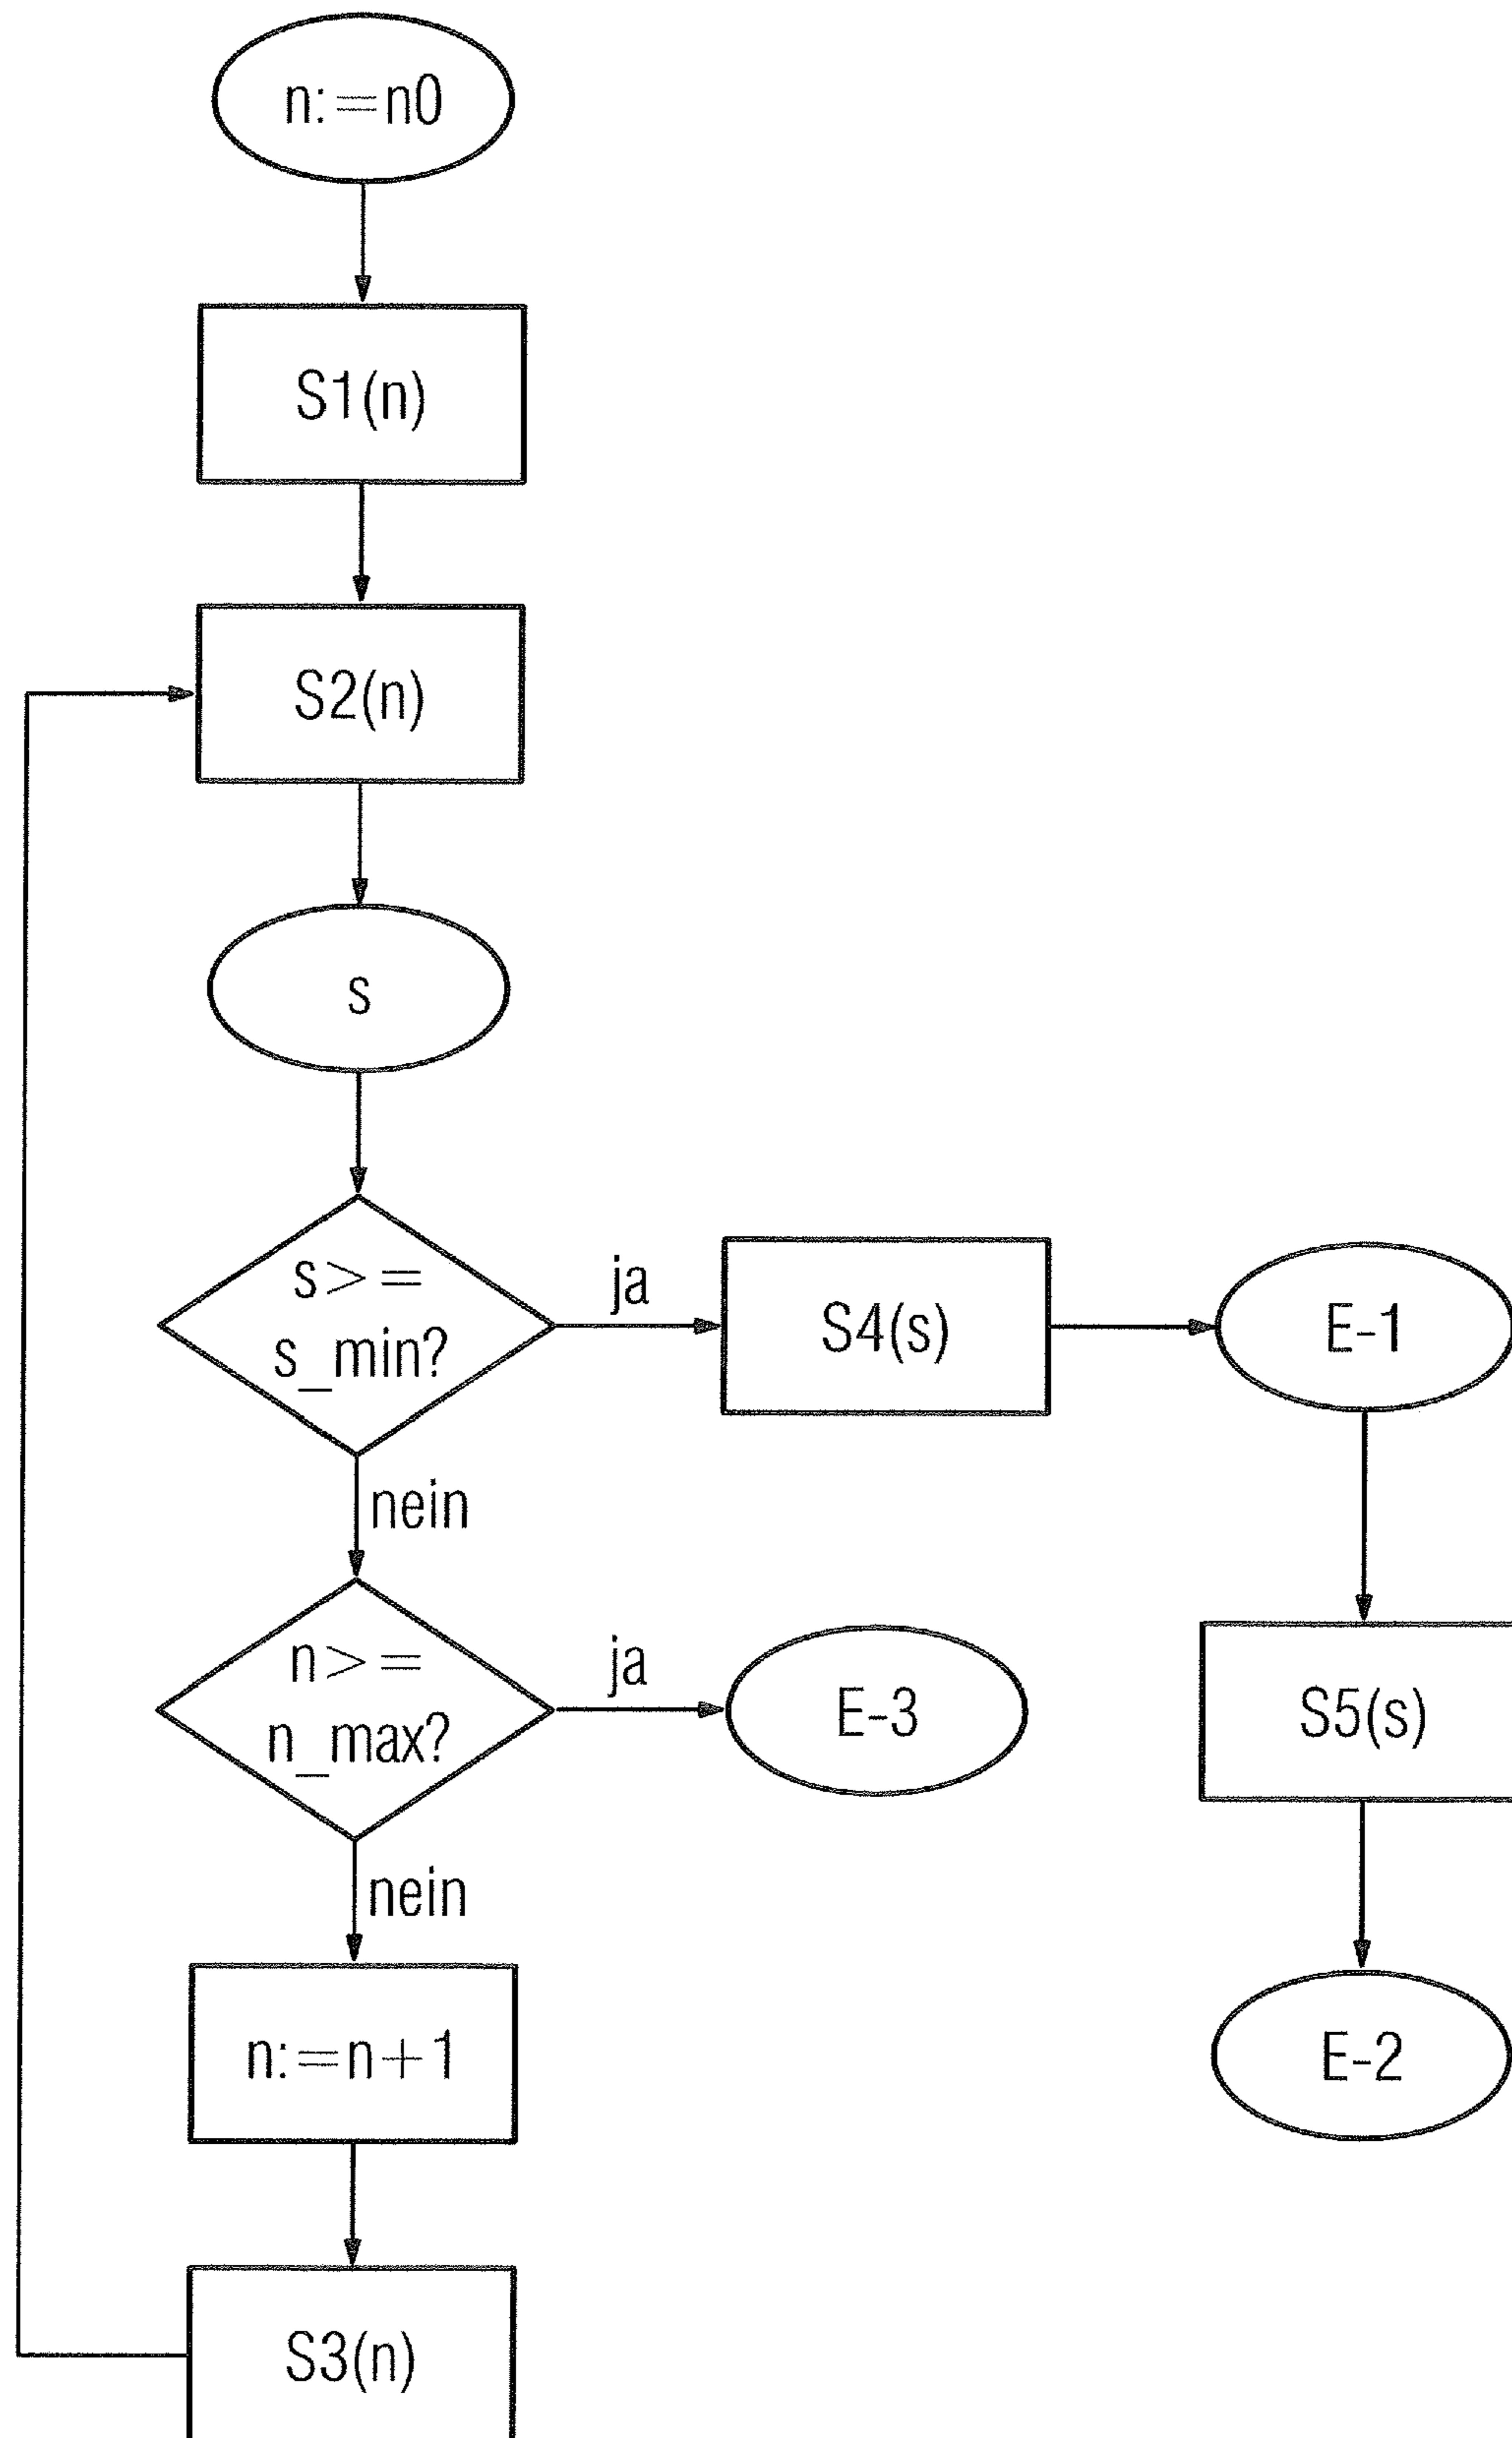 n:=n0
S1(n)
S2(n)
s
s>=
s_min?
ja
S4(s)
E-1
nein
n>=
n_max?
ja
E-3
S5(s)
nein
n:=n+1
E-2
S3(n)